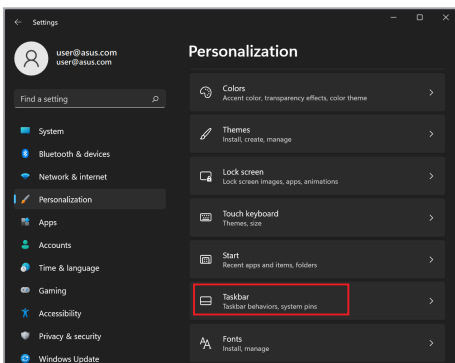 Settings
user@asus.com
user@asus.com
Find a setting
System
Bluetooth & devices
Network & internet
Personalization
Apps
Accounts
Time & language
Gaming
Accessibility
Privacy & security
Windows Update
Personalization
Colors
Accent color, transparency effects, color theme
Themes
Install, create, manage
Lock screen
Lock screen images, apps, animations
Touch keyboard
Themes, size
Start
Recent apps and items, folders
Taskbar
Taskbar behaviors, system pins
Fonts
Install, manage